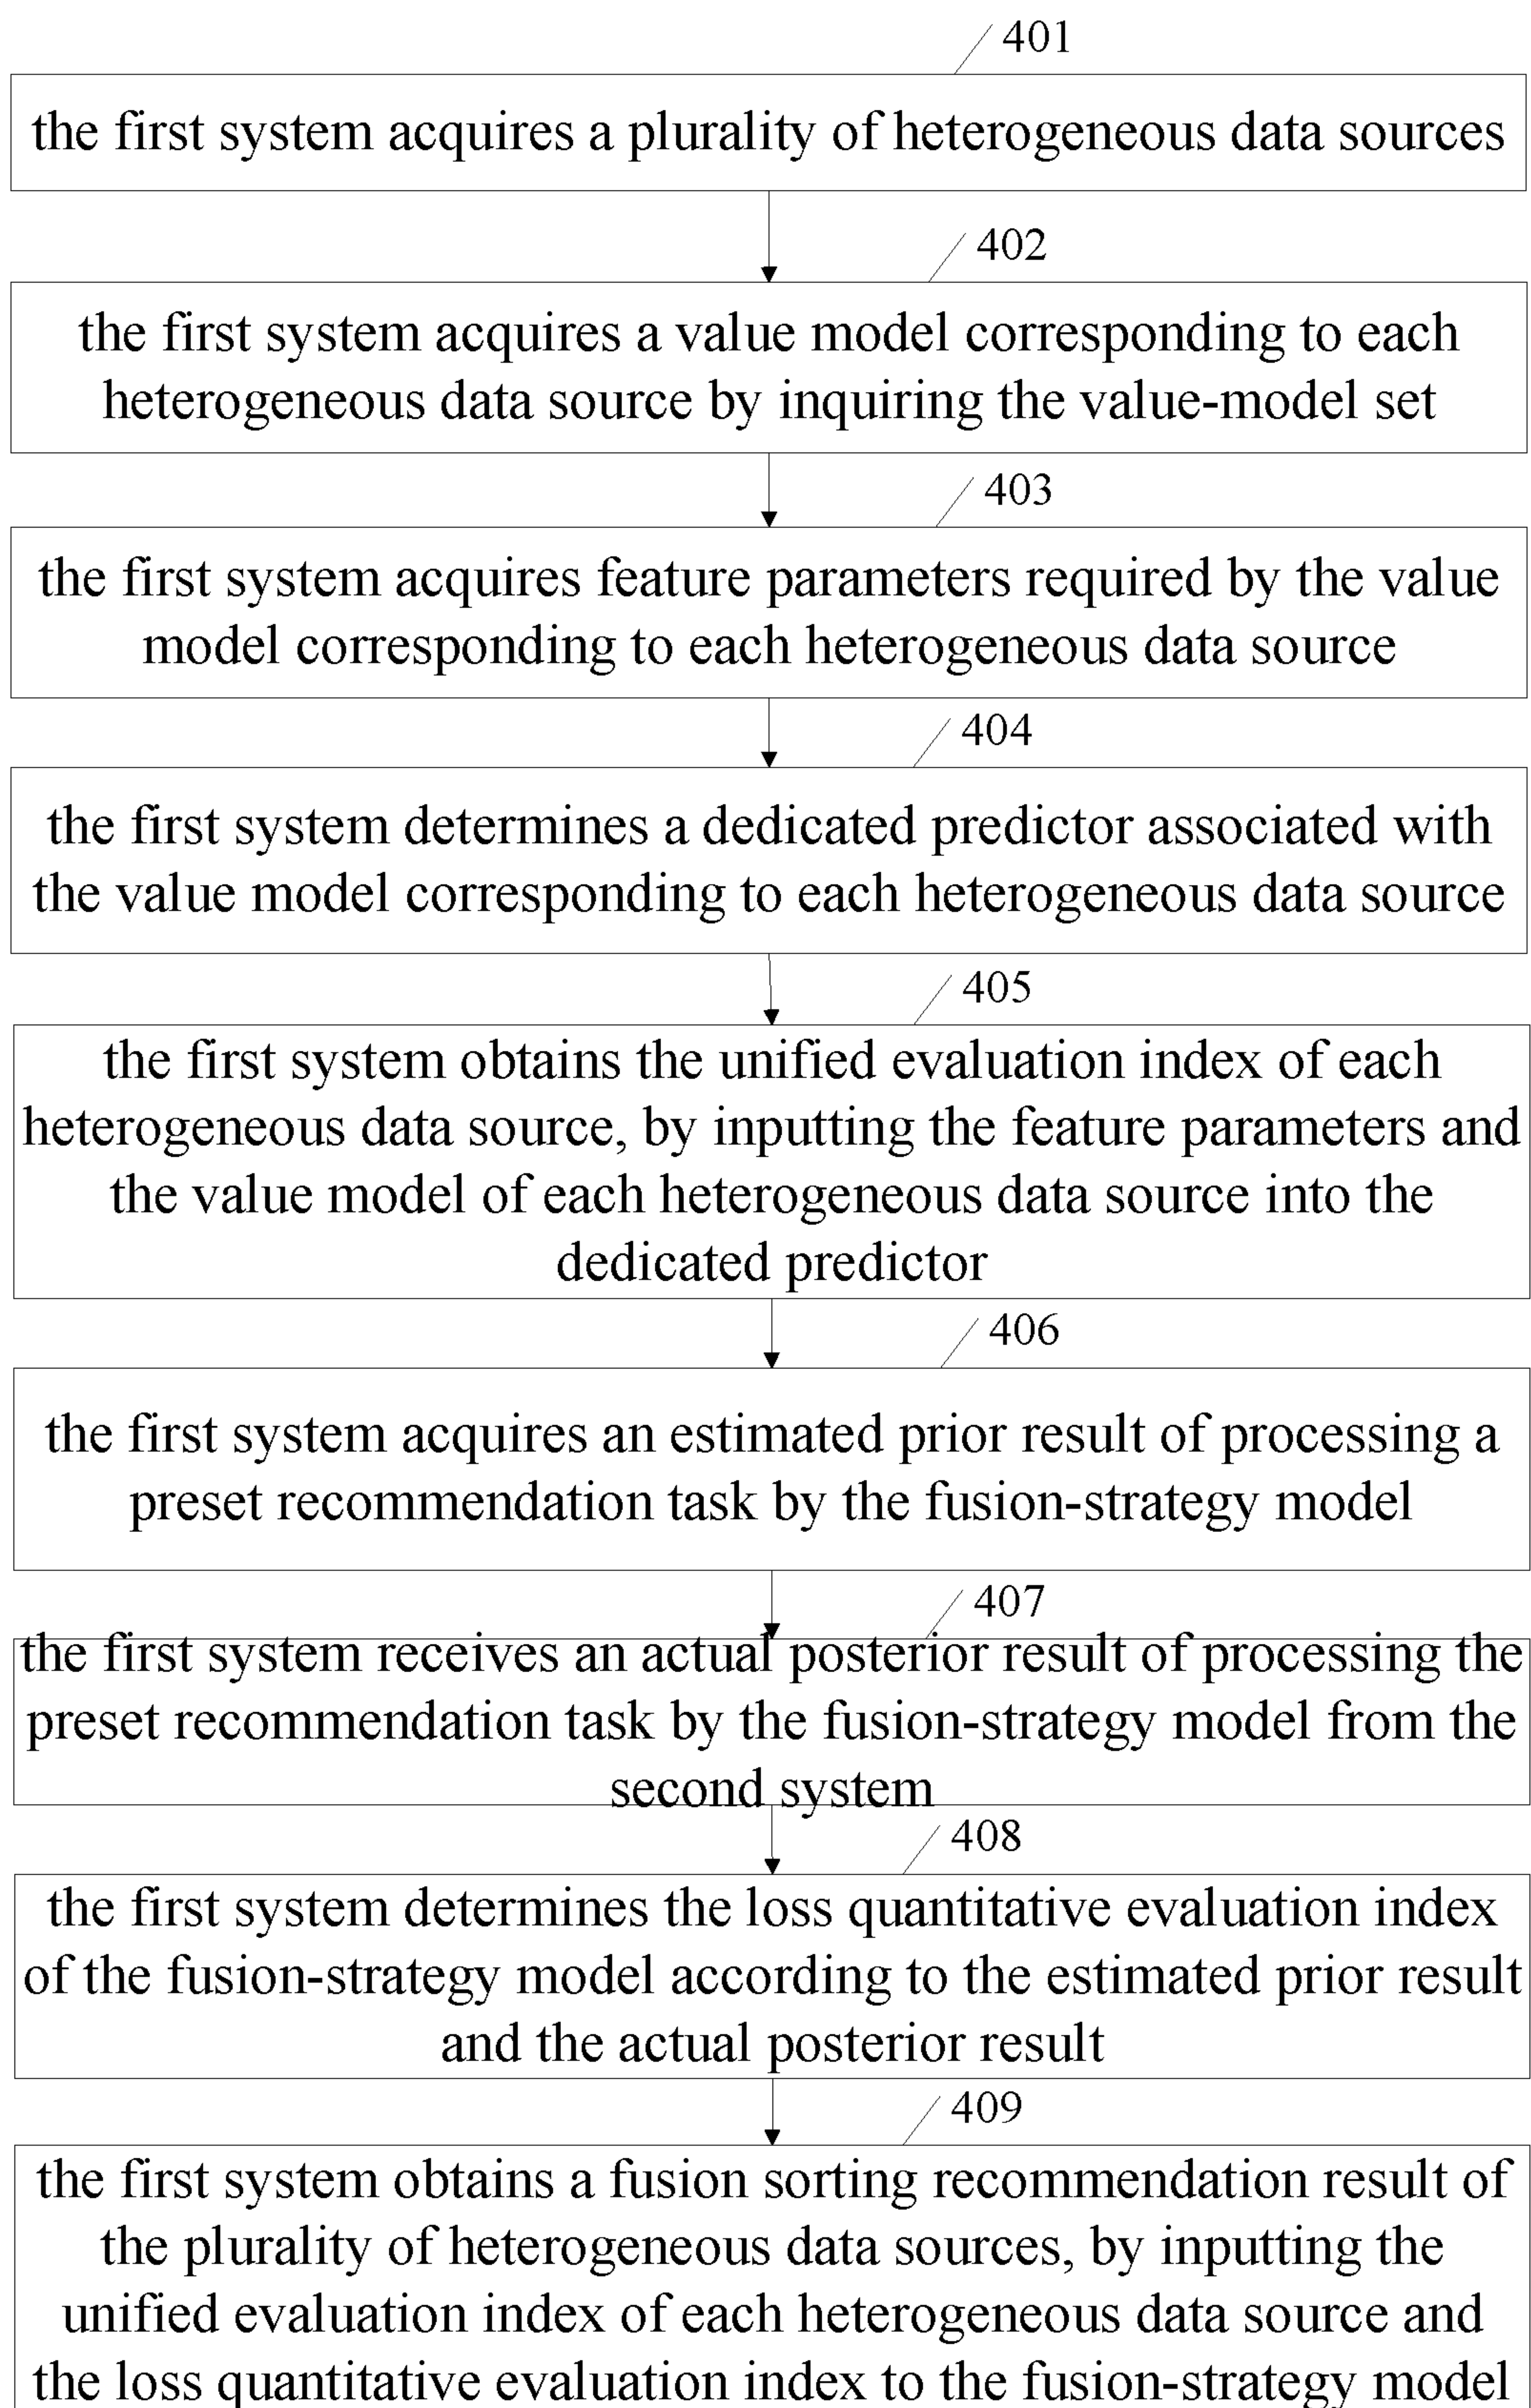 401
the first system acquires a plurality of heterogeneous data sources
402
the first system acquires a value model corresponding to each
heterogeneous data source by inquiring the value-model set
403
the first system acquires feature parameters required by the value
model corresponding to each heterogeneous data source
404
the first system determines a dedicated predictor associated with
the value model corresponding to each heterogeneous data source
405
the first system obtains the unified evaluation index of each
heterogeneous data source, by inputting the feature parameters and
the value model of each heterogeneous data source into the
dedicated predictor
406
the first system acquires an estimated prior result of processing a
preset recommendation task by the fusion-strategy model
407
the first system receives an actual posterior result of processing the
preset recommendation task by the fusion-strategy model from the
second system
408
the first system determines the loss quantitative evaluation index
of the fusion-strategy model according to the estimated prior result
and the actual posterior result
409
the first system obtains a fusion sorting recommendation result of
the plurality of heterogeneous data sources, by inputting the
unified evaluation index of each heterogeneous data source and
the loss quantitative evaluation index to the fusion-strategy model